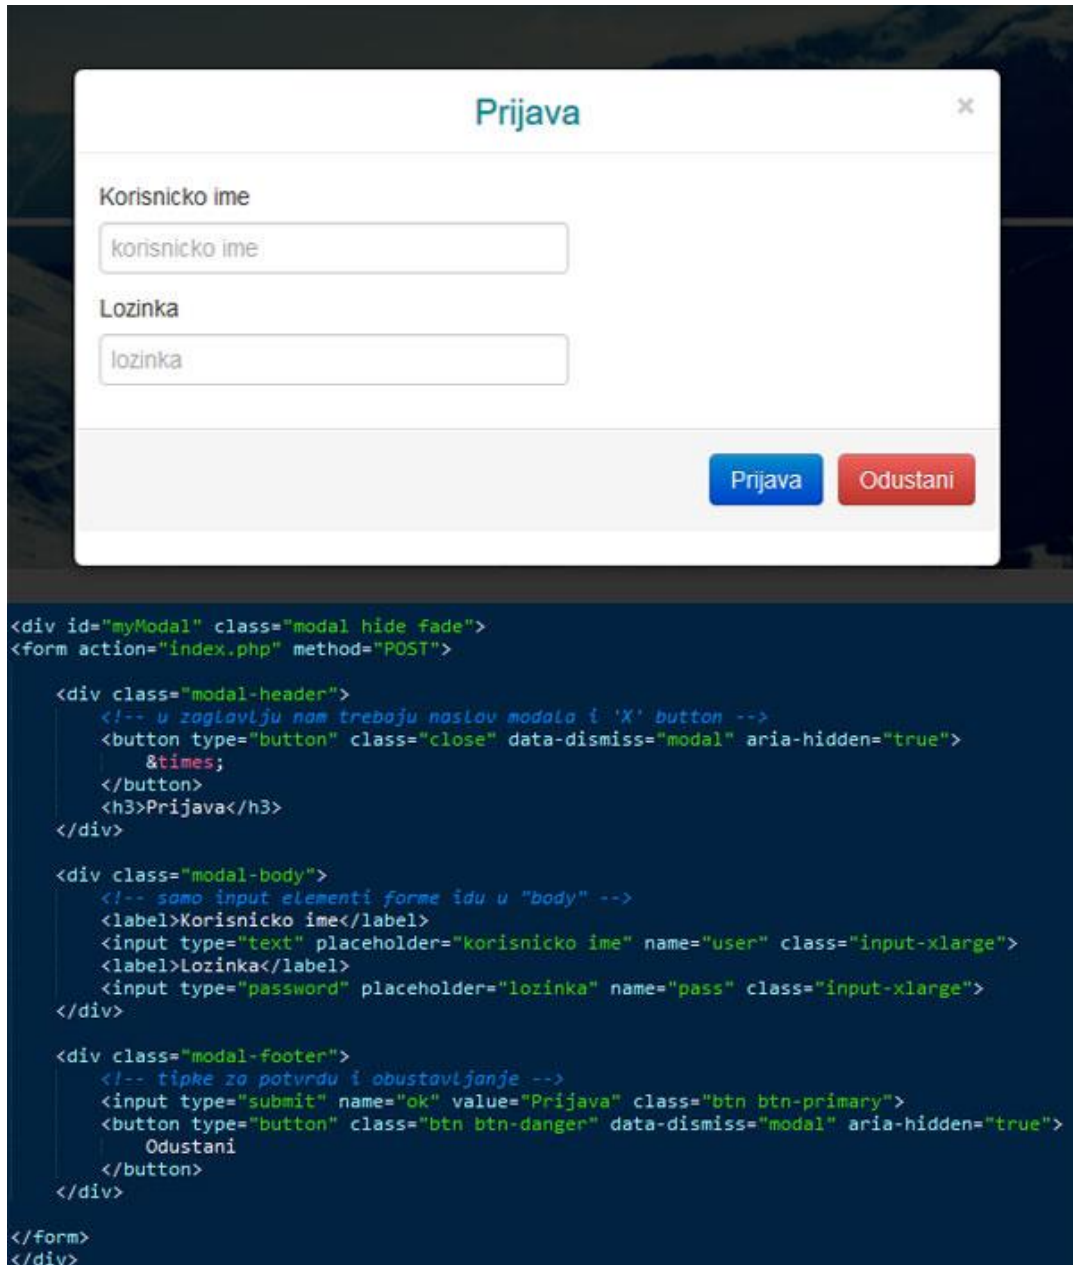 Prijava ×
Korisnicko ime
korisnicko ime
Lozinka
lozinka
Prijava Odustani
<div id="myModal" class="modal hide fade">
<form action="index.php" method="POST">
<div class="modal-header">
<!-- u zaglavlju nam trebaju naslov modala i 'X' button -->
<button type="button" class="close" data-dismiss="modal" aria-hidden="true">
&times;
</button>
<h3>Prijava</h3>
</div>
<div class="modal-body">
<!-- samo input elementi forme idu u "body" -->
<label>Korisnicko ime</label>
<input type="text" placeholder="korisnicko ime" name="user" class="input-xlarge">
<label>Lozinka</label>
<input type="password" placeholder="lozinka" name="pass" class="input-xlarge">
</div>
<div class="modal-footer">
<!-- tipke za potvrdu i obustavljanje -->
<input type="submit" name="ok" value="Prijava" class="btn btn-primary">
<button type="button" class="btn btn-danger" data-dismiss="modal" aria-hidden="true">
Odustani
</button>
</div>
</form>
</div>